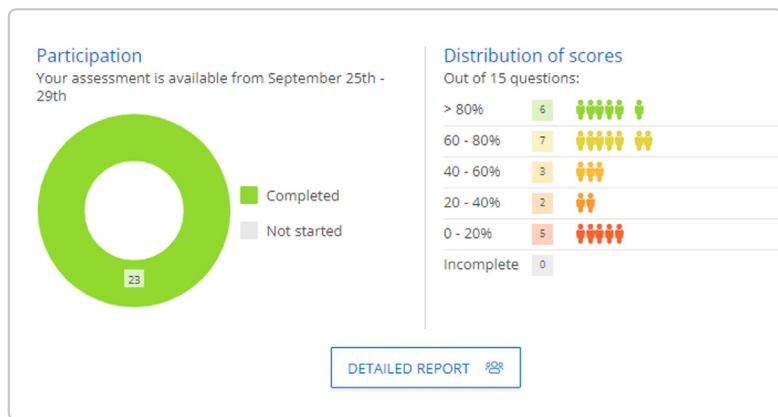 Participation
Your assessment is available from September 25th -
29th
Completed
Not started
23
Distribution of scores
Out of 15 questions:
> 80% 6
60 - 80% 7
40 - 60% 3
20 - 40% 2
0 - 20% 5
Incomplete 0
DETAILED REPORT